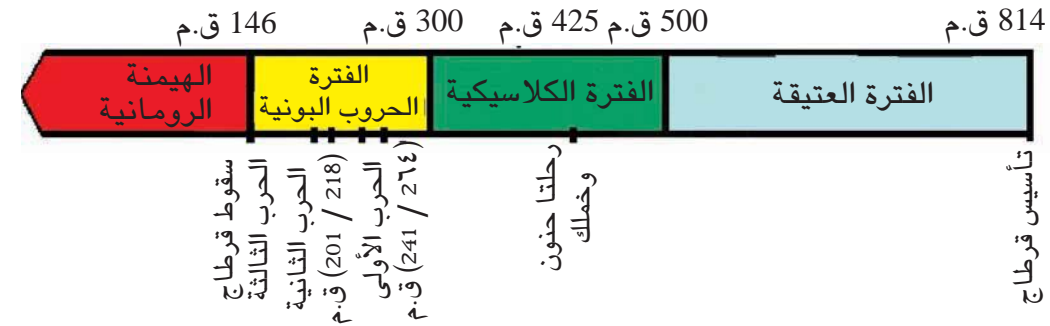 814 ق.م
500 ق.م
425 ق.م
300 ق.م
146 ق.م
الفترة العتيقة
الفترة الكلاسيكية
الفترة
الحروب البونية
الهيمنة
الرومانية
تأسيس قرطاج
رحلتا حنون
وخملك
الحرب الأولى
(241 / 2٦٤) ق.م
الحرب الثانية
(201 / 218) ق.م
الحرب الثالثة
سقوط قرطاج